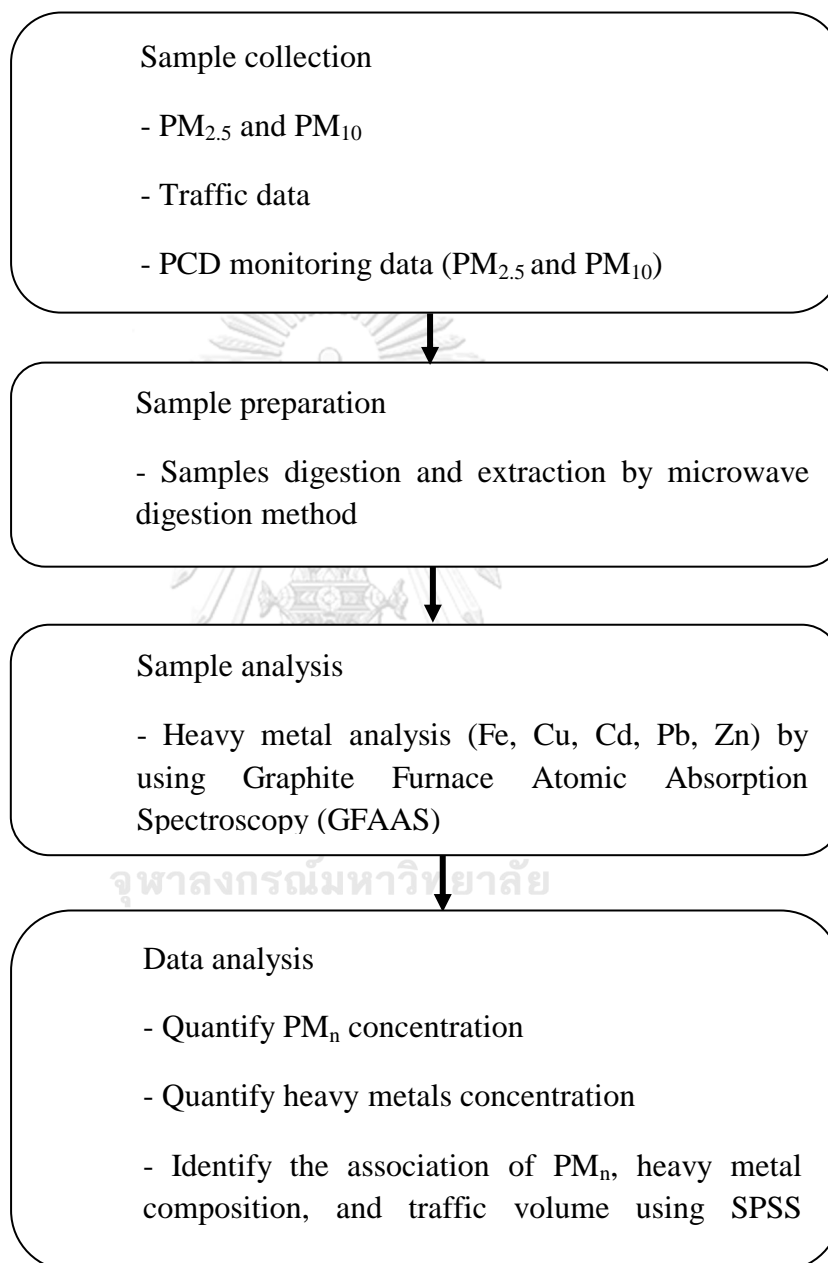 Sample collection
- PM₂.₅ and PM₁₀
- Traffic data
- PCD monitoring data (PM₂.₅ and PM₁₀)
Sample preparation
- Samples digestion and extraction by microwave
digestion method
Sample analysis
- Heavy metal analysis (Fe, Cu, Cd, Pb, Zn) by
using Graphite Furnace Atomic Absorption
Spectroscopy (GFAAS)
จุฬาลงกรณ์มหาวิทยาลัย
Data analysis
- Quantify PMₙ concentration
- Quantify heavy metals concentration
- Identify the association of PMₙ, heavy metal
composition, and traffic volume using SPSS